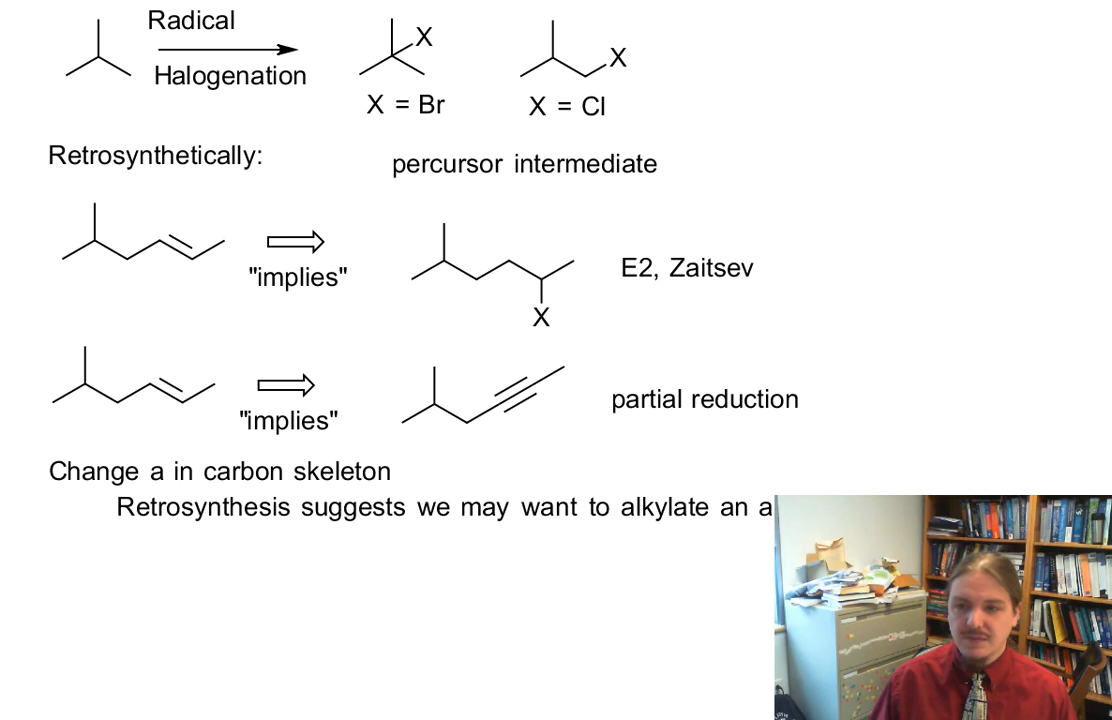 Radical
Halogenation
X
X
X = Br
X = Cl
Retrosynthetically:
percursor intermediate
"implies"
X
E2, Zaitsev
"implies"
partial reduction
Change a in carbon skeleton
Retrosynthesis suggests we may want to alkylate an a